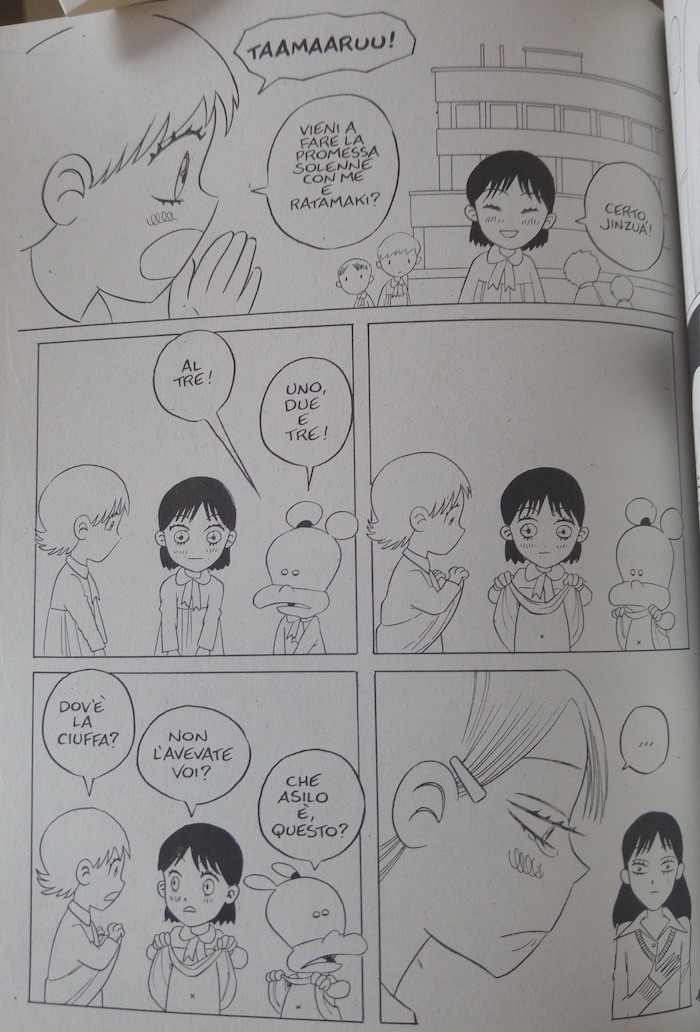 TAAMAARUU!
VIENI A
FARE LA
PROMESSA
SOLENNE
CON ME
E
RATAMAKI?
CERTO,
JINZUÀ!
AL
TRE!
UNO,
DUE
E
TRE!
DOV'È
LA
CIUFFA?
NON
L'AVEVATE
VOI?
CHE
ASILO
È,
QUESTO?
...